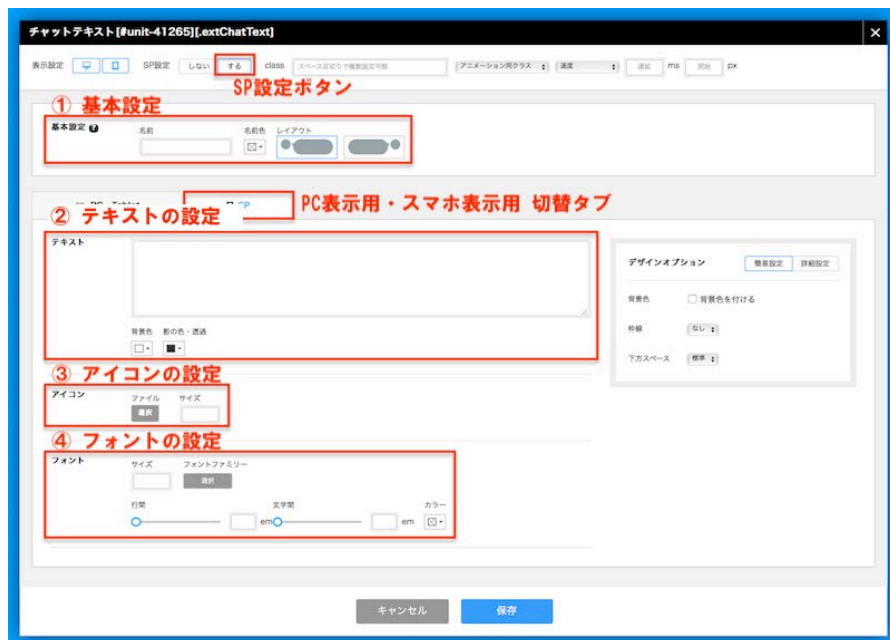 チャットテキスト[#unit-41265][.extChatText]
表示設定 SP設定 しない する class スペース区切りで複数設定可能 アニメーション用クラス 速度 遅延 ms 開始 px
SP設定ボタン
① 基本設定
基本設定 名前 名前色 レイアウト
SP PC表示用・スマホ表示用 切替タブ
② テキストの設定
テキスト
デザインオプション 簡易設定 詳細設定
背景色 背景色を付ける
枠線 なし
下方スペース 標準
背景色 影の色・透過
③ アイコンの設定
アイコン ファイル サイズ
選択
④ フォントの設定
フォント サイズ フォントファミリー
選択
行間 文字間 カラー
em em
キャンセル 保存